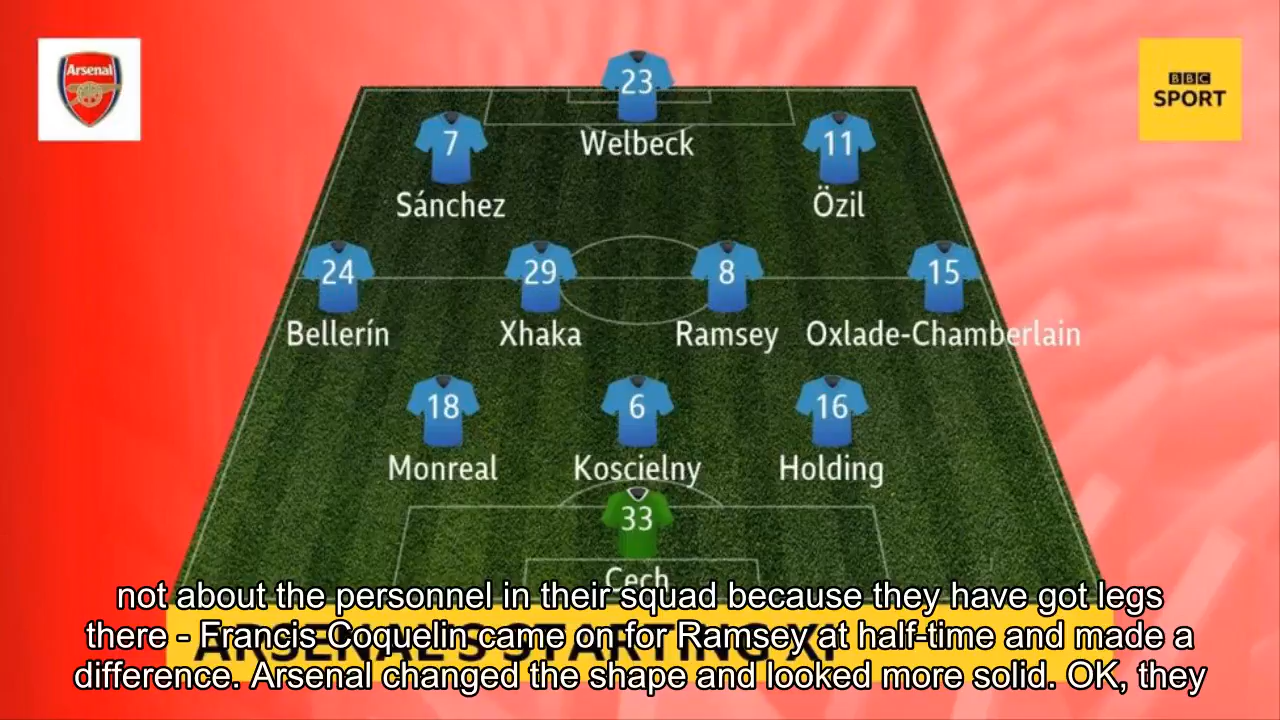 Arsenal
BBC
SPORT
23
Welbeck
7
11
Sánchez
Özil
24
29
8
15
Bellerín
Xhaka
Ramsey
Oxlade-Chamberlain
18
6
16
Monreal
Koscielny
Holding
33
Cech
not about the personnel in their squad because they have got legs
there - Francis Coquelin came on for Ramsey at half-time and made a
difference. Arsenal changed the shape and looked more solid. OK, they
ARSENAL'S STARTING XI